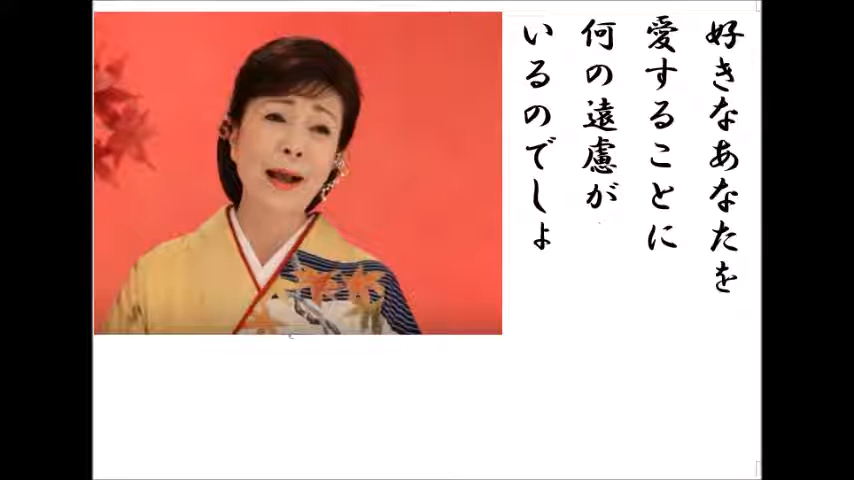 好きなあなたを
愛することに
何の遠慮が
いるのでしょ